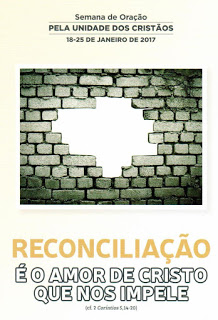 Semana de Oração
PELA UNIDADE DOS CRISTÃOS
18-25 DE JANEIRO DE 2017
RECONCILIAÇÃO
É O AMOR DE CRISTO
QUE NOS IMPELE
(cf. 2 Coríntios 5,14-20)